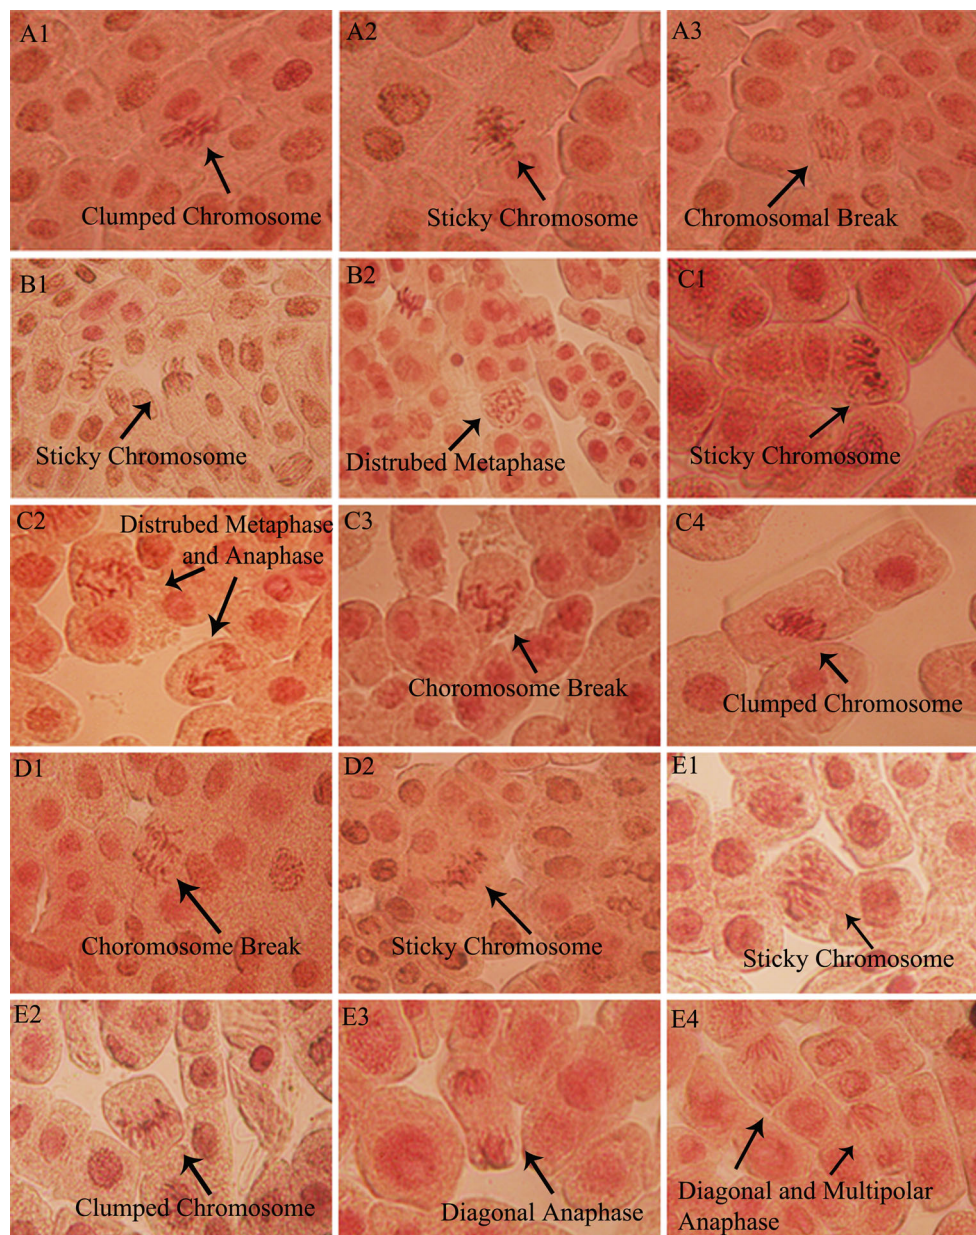 A1
Clumped Chromosome
A2
Sticky Chromosome
A3
Chromosomal Break
B1
Sticky Chromosome
B2
Distrubed Metaphase
C1
Sticky Chromosome
C2
Distrubed Metaphase
and Anaphase
C3
Choromosome Break
C4
Clumped Chromosome
D1
Choromosome Break
D2
Sticky Chromosome
E1
Sticky Chromosome
E2
Clumped Chromosome
E3
Diagonal Anaphase
E4
Diagonal and Multipolar
Anaphase